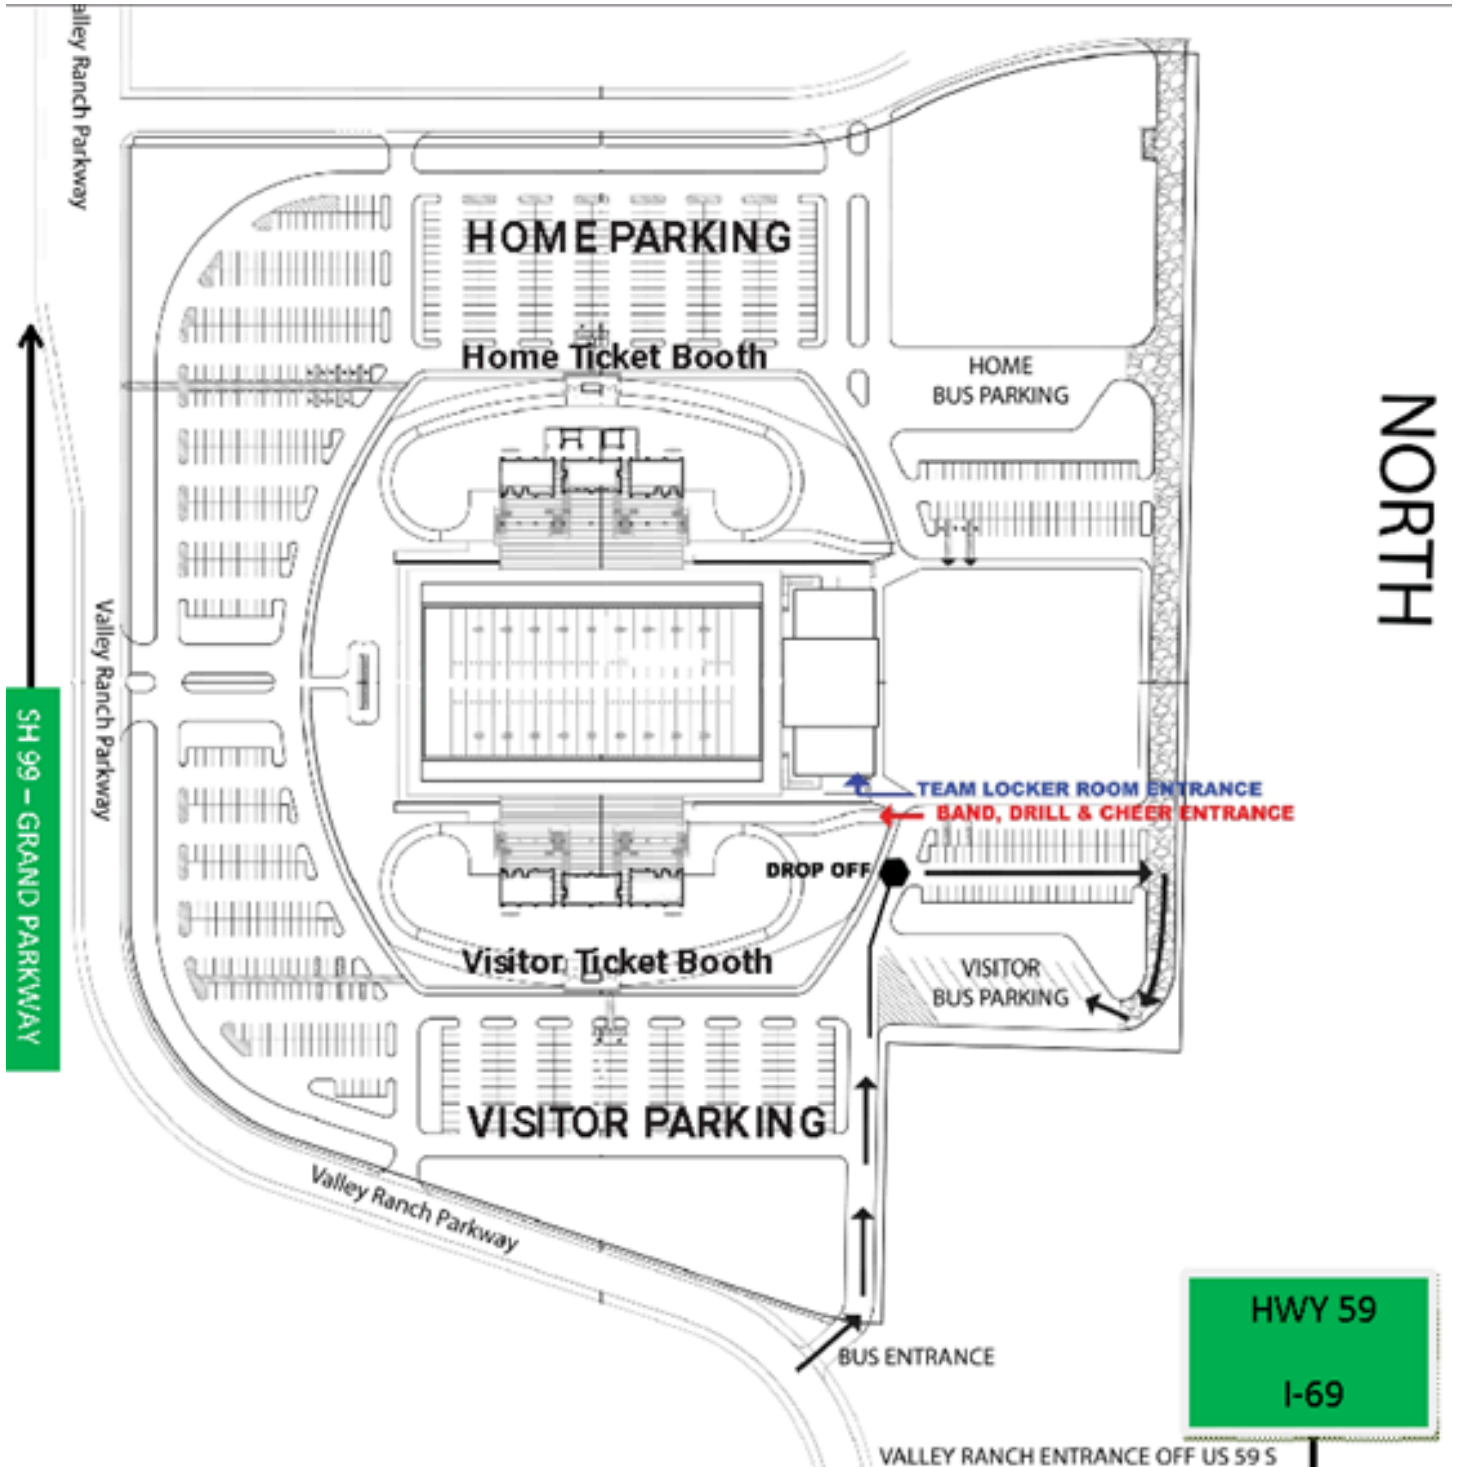 alley Ranch Parkway
HOME PARKING
Home Ticket Booth
HOME
BUS PARKING
NORTH
Valley Ranch Parkway
SH 99 – GRAND PARKWAY
TEAM LOCKER ROOM ENTRANCE
BAND, DRILL & CHEER ENTRANCE
DROP OFF
Visitor Ticket Booth
VISITOR
BUS PARKING
VISITOR PARKING
Valley Ranch Parkway
BUS ENTRANCE
HWY 59
I-69
VALLEY RANCH ENTRANCE OFF US 59 S